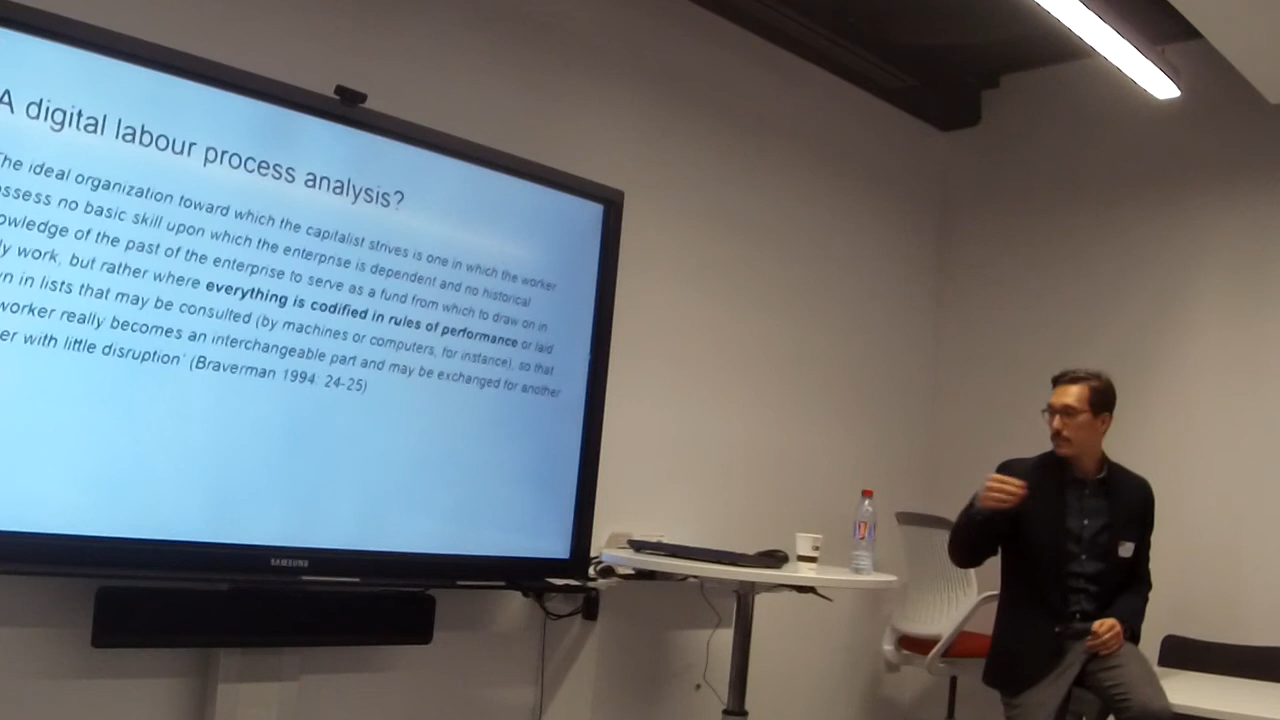 A digital labour process analysis?
The ideal organization toward which the capitalist strives is one in which the worker
ssess no basic skill upon which the enterprise is dependent and no historical
owledge of the past of the enterprise to serve as a fund from which to draw on in
ly work, but rather where everything is codified in rules of performance or laid
n in lists that may be consulted (by machines or computers, for instance), so that
worker really becomes an interchangeable part and may be exchanged for another
er with little disruption' (Braverman 1994: 24-25)
SAMSUNG